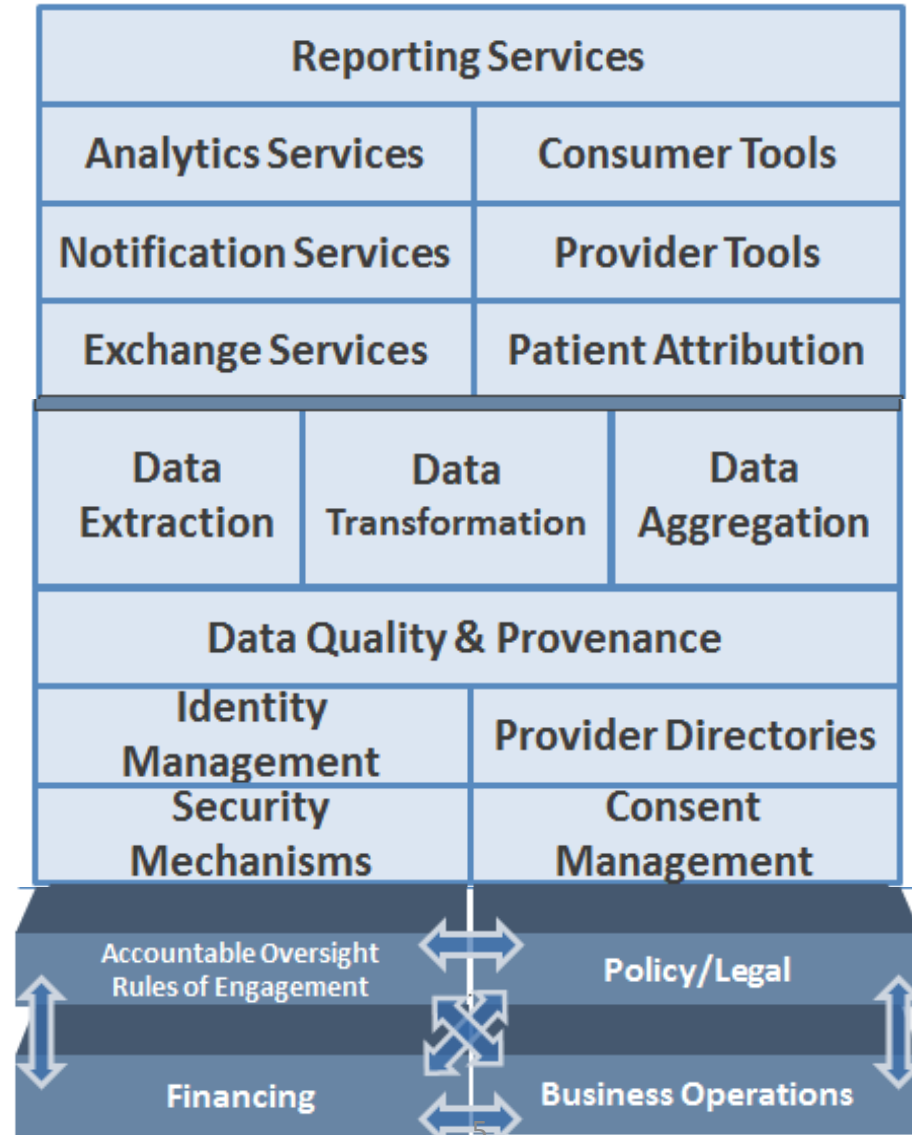 Reporting Services
Analytics Services
Consumer Tools
Notification Services
Provider Tools
Exchange Services
Patient Attribution
Data
Extraction
Data
Transformation
Data
Aggregation
Data Quality & Provenance
Identity
Management
Provider Directories
Security
Mechanisms
Consent
Management
Accountable Oversight
Rules of Engagement
Policy/Legal
Financing
Business Operations
5